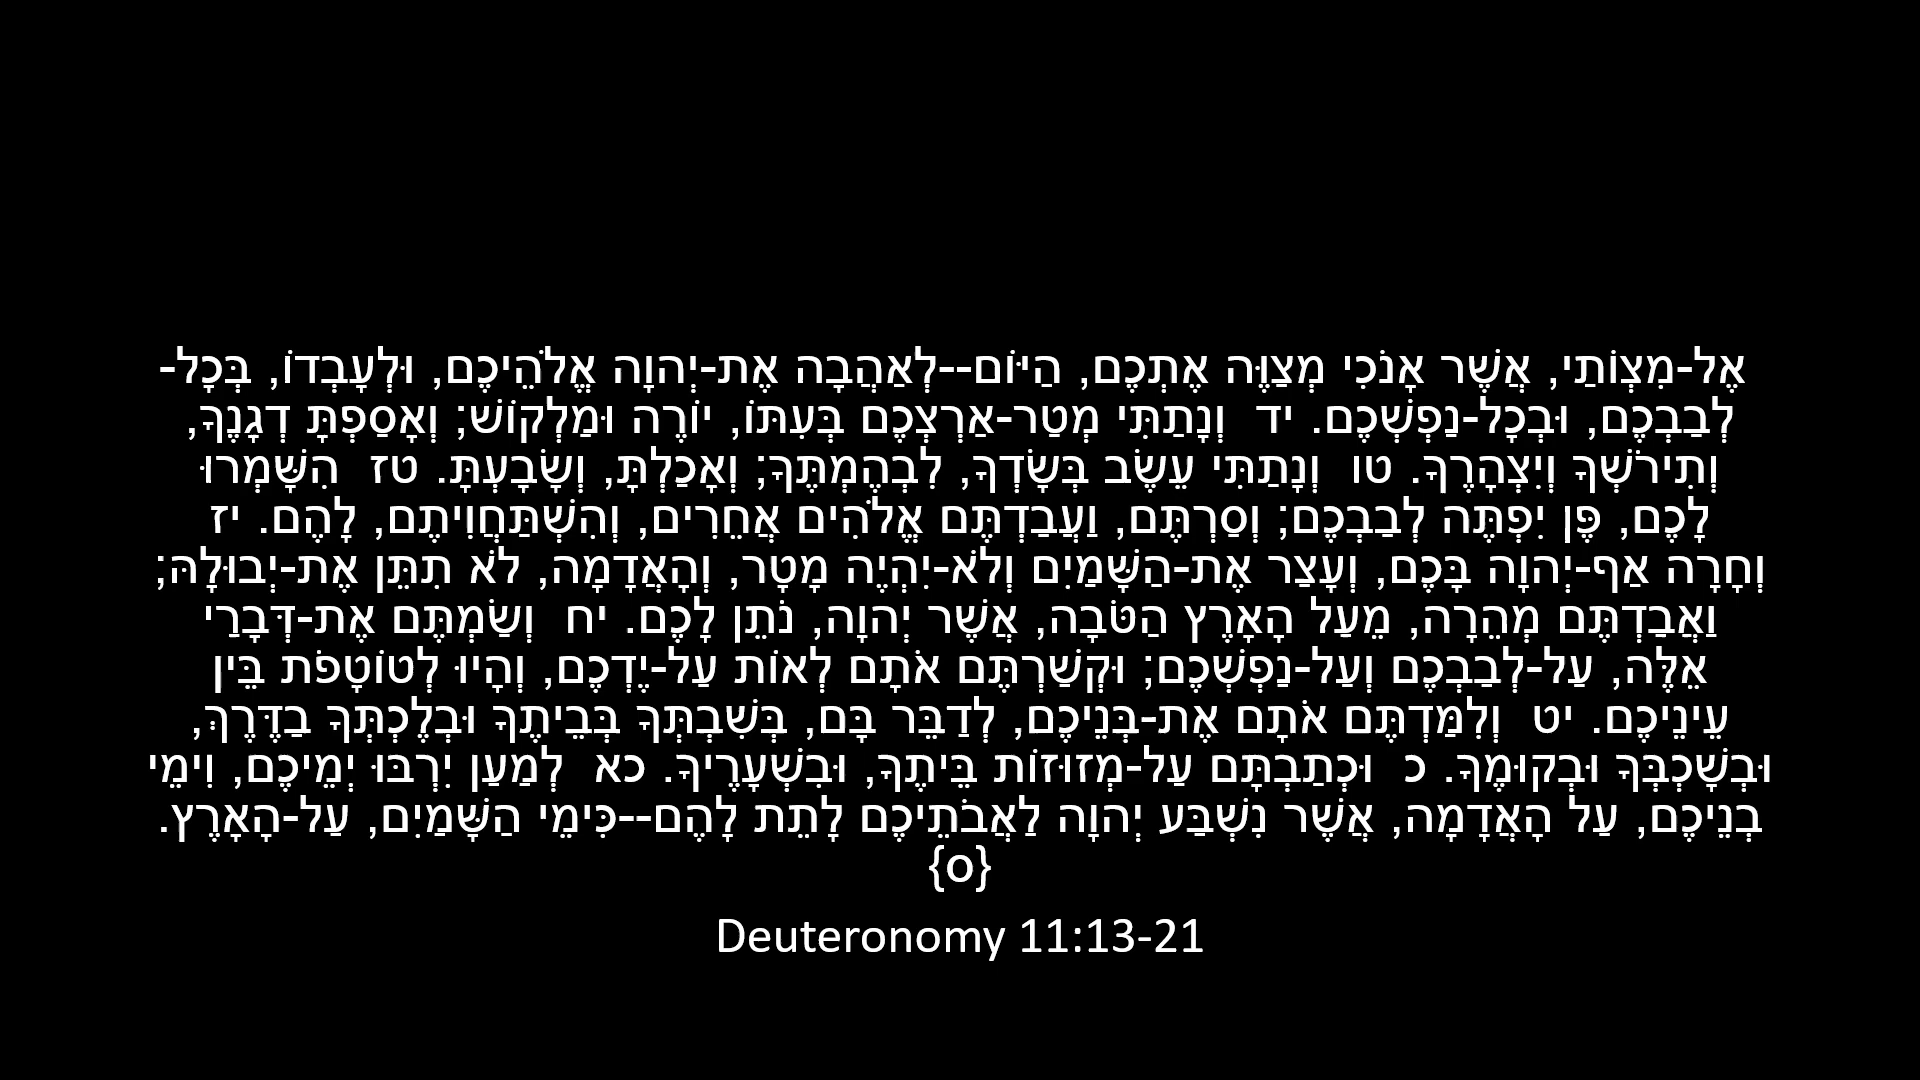 אֶל-מִצְו‍ֹתַי, אֲשֶׁר אָנֹכִי מְצַוֶּה אֶתְכֶם, הַיּוֹם--לְאַהֲבָה אֶת-יְהוָה אֱלֹהֵיכֶם, וּלְעָבְדוֹ, בְּכָל-
לְבַבְכֶם, וּבְכָל-נַפְשְׁכֶם. יד  וְנָתַתִּי מְטַר-אַרְצְכֶם בְּעִתּוֹ, יוֹרֶה וּמַלְקוֹשׁ; וְאָסַפְתָּ דְגָנֶךָ,
וְתִירֹשְׁךָ וְיִצְהָרֶךָ. טו  וְנָתַתִּי עֵשֶׂב בְּשָׂדְךָ, לִבְהֶמְתֶּךָ; וְאָכַלְתָּ, וְשָׂבָעְתָּ. טז  הִשָּׁמְרוּ
לָכֶם, פֶּן יִפְתֶּה לְבַבְכֶם; וְסַרְתֶּם, וַעֲבַדְתֶּם אֱלֹהִים אֲחֵרִים, וְהִשְׁתַּחֲוִיתֶם, לָהֶם. יז
וְחָרָה אַף-יְהוָה בָּכֶם, וְעָצַר אֶת-הַשָּׁמַיִם וְלֹא-יִהְיֶה מָטָר, וְהָאֲדָמָה, לֹא תִתֵּן אֶת-יְבוּלָהּ;
וַאֲבַדְתֶּם מְהֵרָה, מֵעַל הָאָרֶץ הַטֹּבָה, אֲשֶׁר יְהוָה, נֹתֵן לָכֶם. יח  וְשַׂמְתֶּם אֶת-דְּבָרַי
אֵלֶּה, עַל-לְבַבְכֶם וְעַל-נַפְשְׁכֶם; וּקְשַׁרְתֶּם אֹתָם לְאוֹת עַל-יֶדְכֶם, וְהָיוּ לְטוֹטָפֹת בֵּין
עֵינֵיכֶם. יט  וְלִמַּדְתֶּם אֹתָם אֶת-בְּנֵיכֶם, לְדַבֵּר בָּם, בְּשִׁבְתְּךָ בְּבֵיתֶךָ וּבְלֶכְתְּךָ בַדֶּרֶךְ,
וּבְשָׁכְבְּךָ וּבְקוּמֶךָ. כ  וּכְתַבְתָּם עַל-מְזוּזוֹת בֵּיתֶךָ, וּבִשְׁעָרֶיךָ. כא  לְמַעַן יִרְבּוּ יְמֵיכֶם, וִימֵי
בְנֵיכֶם, עַל הָאֲדָמָה, אֲשֶׁר נִשְׁבַּע יְהוָה לַאֲבֹתֵיכֶם לָתֵת לָהֶם--כִּימֵי הַשָּׁמַיִם, עַל-הָאָרֶץ.
{ס}
Deuteronomy 11:13-21